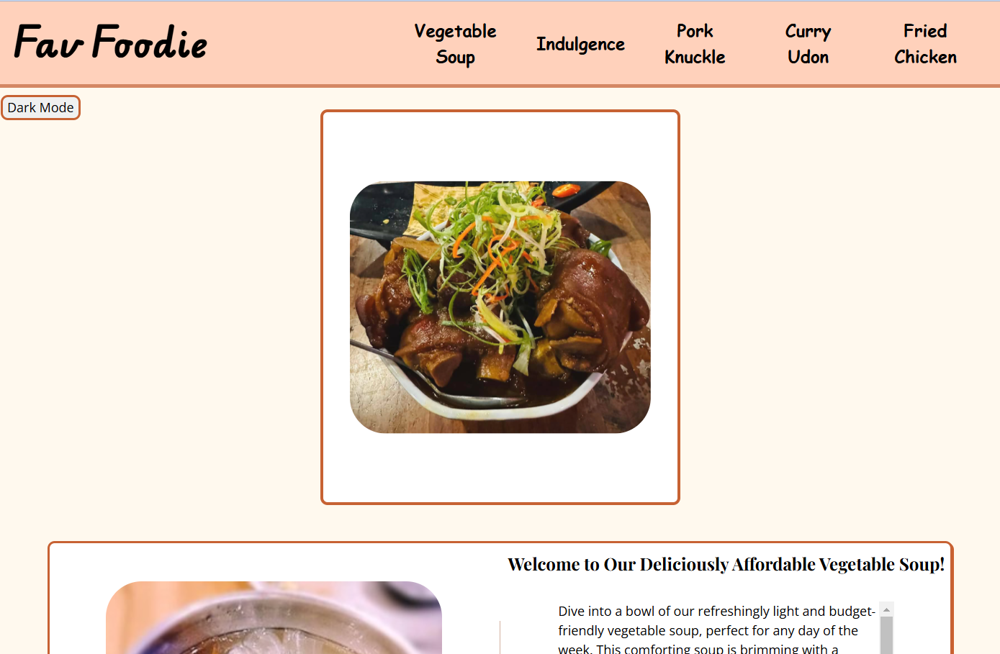 Fav Foodie
Vegetable
Soup
Indulgence
Pork
Knuckle
Curry
Udon
Fried
Chicken
Dark Mode
Welcome to Our Deliciously Affordable Vegetable Soup!
Dive into a bowl of our refreshingly light and budget-
friendly vegetable soup, perfect for any day of the
week. This comforting soup is brimming with a